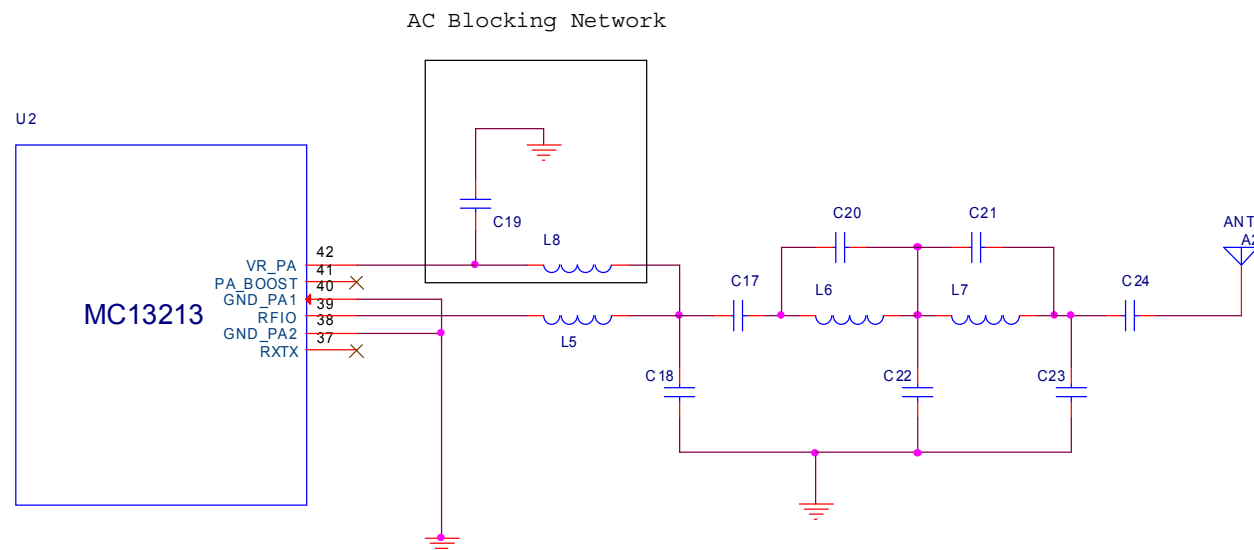 AC Blocking Network
U2
MC13213
VR_PA 42
PA_BOOST 41
GND_PA1 40
RFIO 39
GND_PA2 38
RXTX 37
C19
L8
L5
C18
C17
C20
L6
C21
L7
C22
C23
C24
ANT
A2